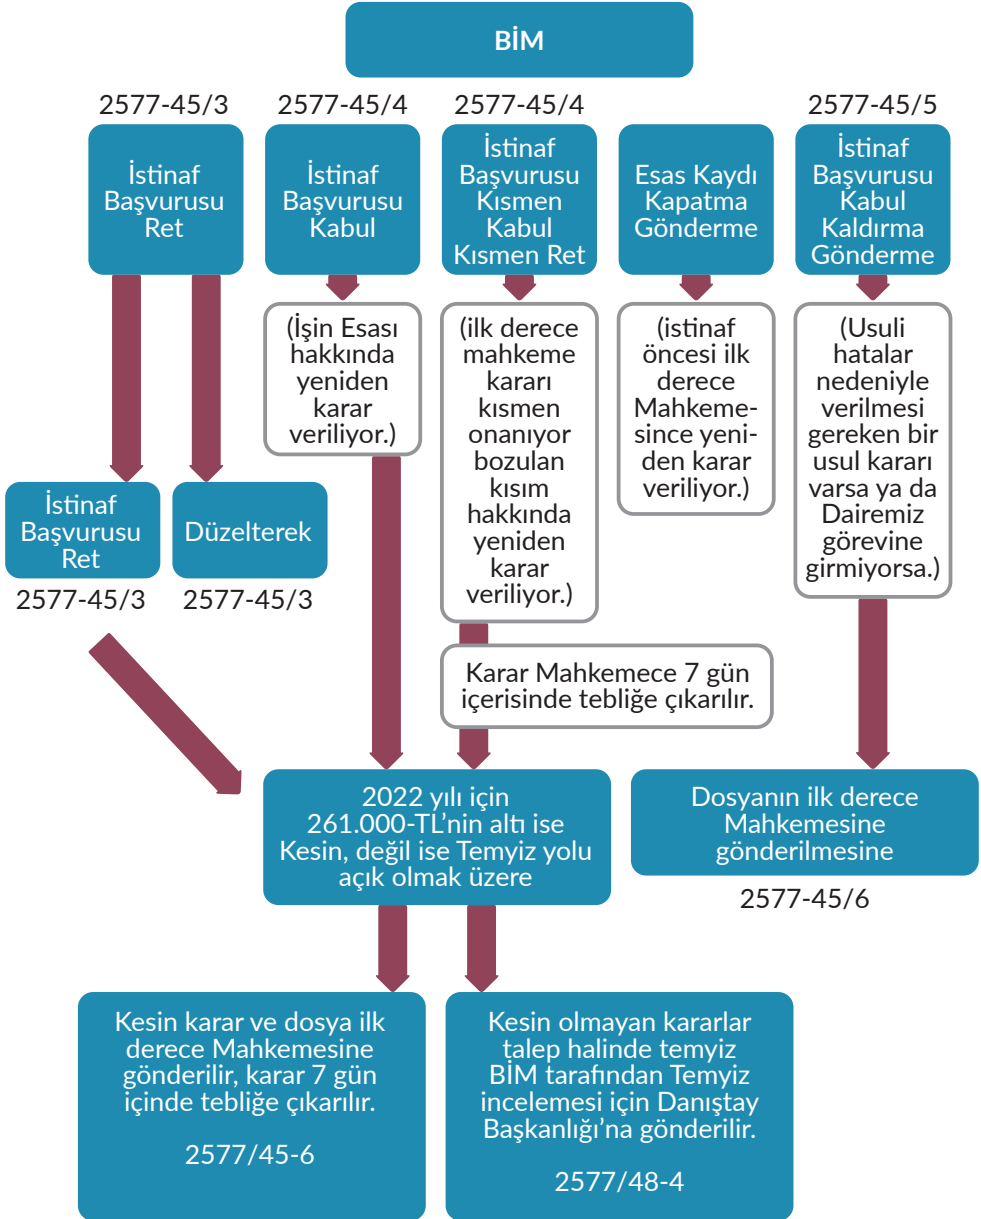 BİM
2577-45/3
İstinaf
Başvurusu
Ret
2577-45/4
İstinaf
Başvurusu
Kabul
2577-45/4
İstinaf
Başvurusu
Kısmen
Kabul
Kısmen Ret
Esas Kaydı
Kapatma
Gönderme
2577-45/5
İstinaf
Başvurusu
Kabul
Kaldırma
Gönderme
(İşin Esası
hakkında
yeniden
karar
veriliyor.)
(ilk derece
mahkeme
kararı
kısmen
onanıyor
bozulan
kısım
hakkında
yeniden
karar
veriliyor.)
(istinaf
öncesi ilk
derece
Mahkeme-
since yeni-
den karar
veriliyor.)
(Usuli
hatalar
nedeniyle
verilmesi
gereken bir
usul kararı
varsa ya da
Dairemiz
görevine
girmiyorsa.)
İstinaf
Başvurusu
Ret
2577-45/3
Düzelterek
2577-45/3
Karar Mahkemece 7 gün
içerisinde tebliğe çıkarılır.
2022 yılı için
261.000-TL’nin altı ise
Kesin, değil ise Temyiz yolu
açık olmak üzere
Dosyanın ilk derece
Mahkemesine
gönderilmesine
2577-45/6
Kesin karar ve dosya ilk
derece Mahkemesine
gönderilir, karar 7 gün
içinde tebliğe çıkarılır.
2577/45-6
Kesin olmayan kararlar
talep halinde temyiz
BİM tarafından Temyiz
incelemesi için Danıştay
Başkanlığı’na gönderilir.
2577/48-4